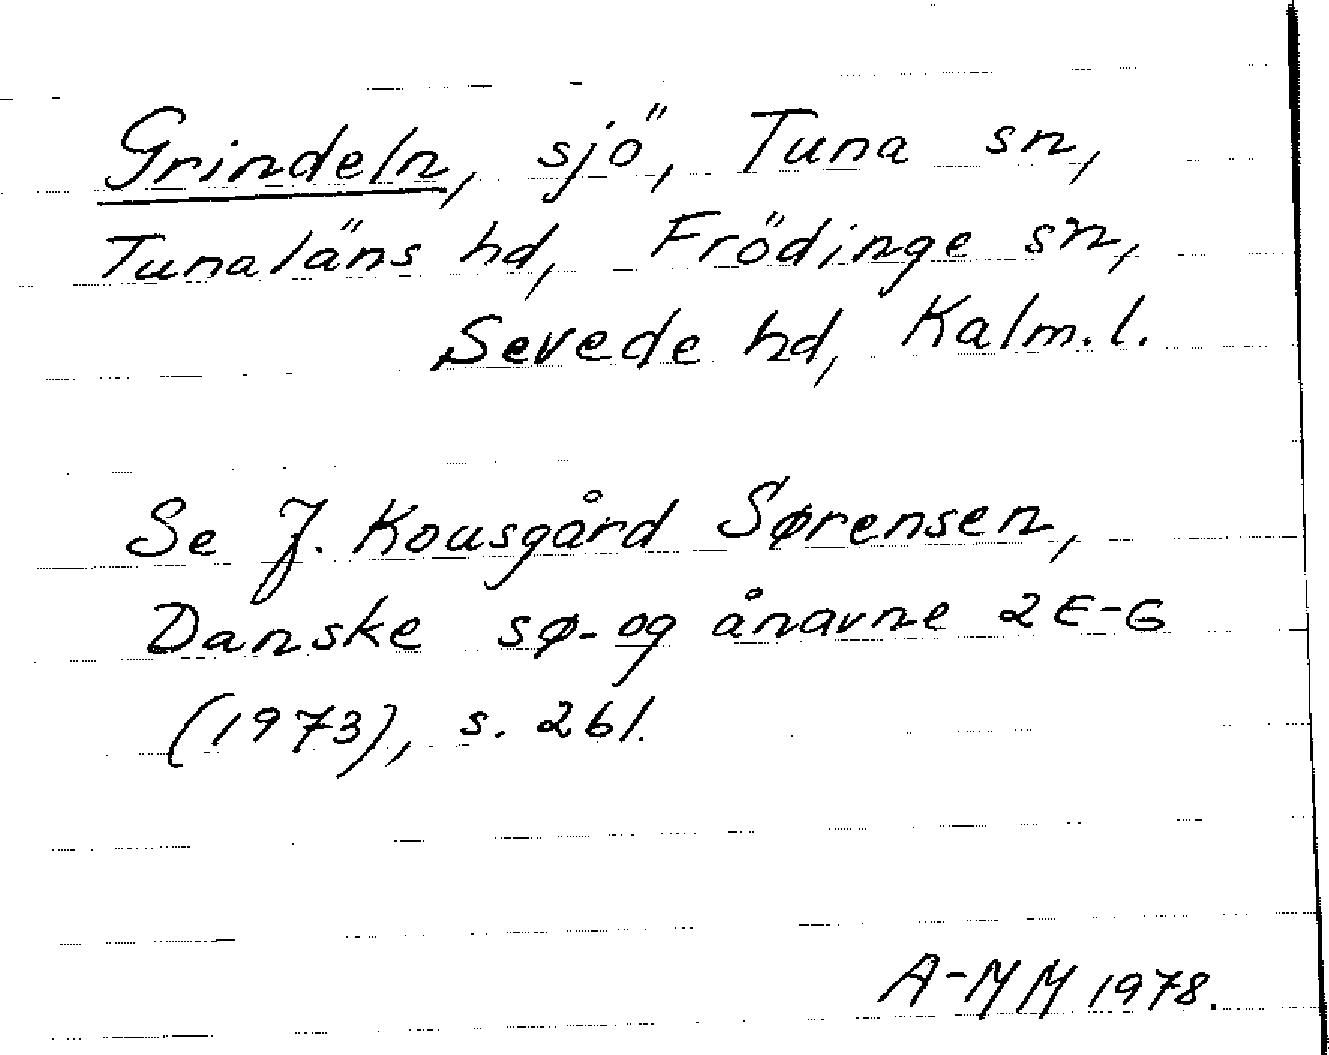 Grindeln, sjö, Tuna sn,
Tunaläns hd, Frödinge sn,
Sevede hd, Kalm. l.
Se J. Kousgård Sørensen,
Danske sø- og ånavne 2 E-G
(1973), s. 261.
A-MM 1978.